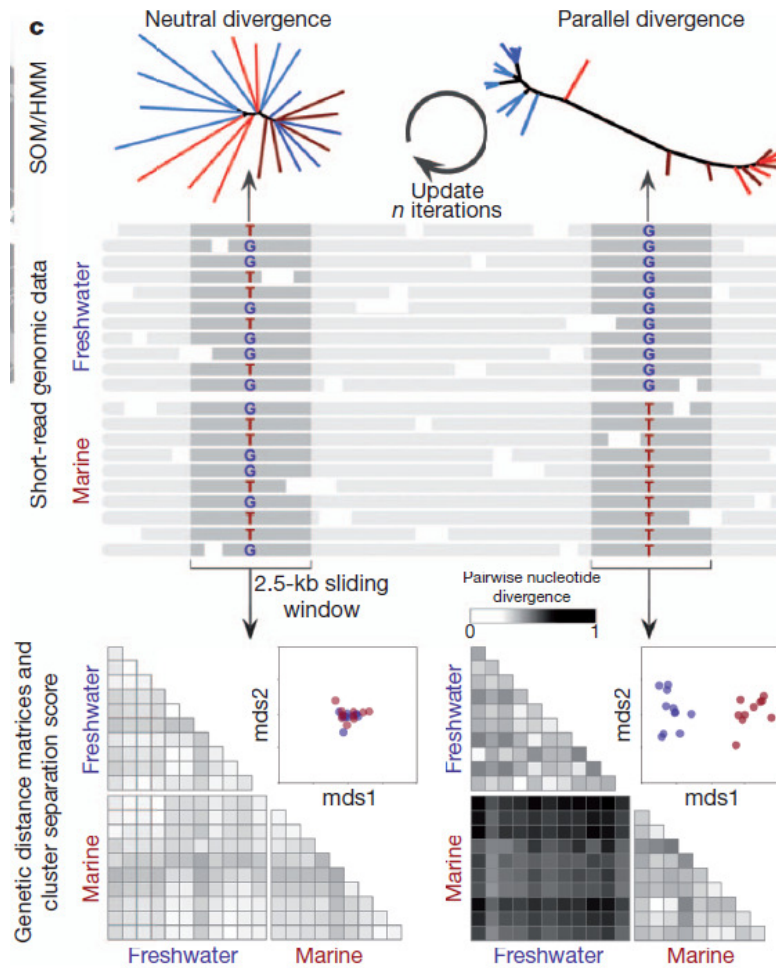 c
Neutral divergence
Parallel divergence
SOM/HMM
Update
n iterations
Short-read genomic data
Freshwater
T G
G G
G G
T G
T G
G G
T G
G G
G G
T G
G G
Marine
G T
T T
T T
G T
G T
T T
G T
T T
T T
G T
2.5-kb sliding
window
Pairwise nucleotide
divergence
0 1
Genetic distance matrices and
cluster separation score
Freshwater
mds2
mds1
Marine
Freshwater
Marine
Freshwater
mds2
mds1
Marine
Freshwater
Marine